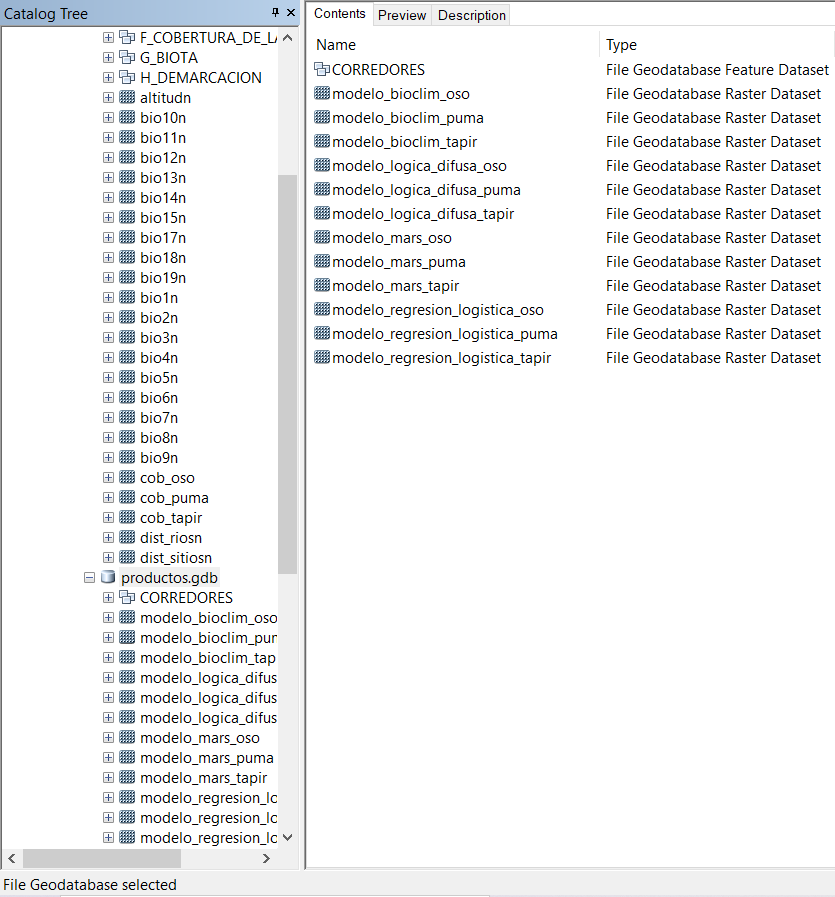 Catalog Tree
F_COBERTURA_DE_LA
G_BIOTA
H_DEMARCACION
altitudn
bio10n
bio11n
bio12n
bio13n
bio14n
bio15n
bio17n
bio18n
bio19n
bio1n
bio2n
bio3n
bio4n
bio5n
bio6n
bio7n
bio8n
bio9n
cob_oso
cob_puma
cob_tapir
dist_riosn
dist_sitiosn
productos.gdb
CORREDORES
modelo_bioclim_oso
modelo_bioclim_pun
modelo_bioclim_tap
modelo_logica_difus
modelo_logica_difus
modelo_logica_difus
modelo_mars_oso
modelo_mars_puma
modelo_mars_tapir
modelo_regresion_lo
modelo_regresion_lo
modelo_regresion_lo
Contents Preview Description
Name Type
CORREDORES File Geodatabase Feature Dataset
modelo_bioclim_oso File Geodatabase Raster Dataset
modelo_bioclim_puma File Geodatabase Raster Dataset
modelo_bioclim_tapir File Geodatabase Raster Dataset
modelo_logica_difusa_oso File Geodatabase Raster Dataset
modelo_logica_difusa_puma File Geodatabase Raster Dataset
modelo_logica_difusa_tapir File Geodatabase Raster Dataset
modelo_mars_oso File Geodatabase Raster Dataset
modelo_mars_puma File Geodatabase Raster Dataset
modelo_mars_tapir File Geodatabase Raster Dataset
modelo_regresion_logistica_oso File Geodatabase Raster Dataset
modelo_regresion_logistica_puma File Geodatabase Raster Dataset
modelo_regresion_logistica_tapir File Geodatabase Raster Dataset
File Geodatabase selected